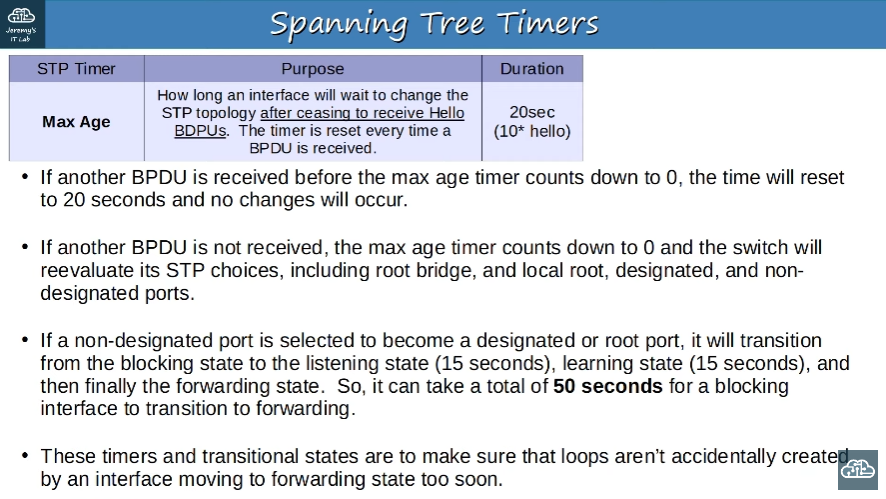 Jeremy's
IT Lab
Spanning Tree Timers
STP Timer
Purpose
Duration
Max Age
How long an interface will wait to change the
STP topology after ceasing to receive Hello
BDPUs. The timer is reset every time a
BPDU is received.
20sec
(10* hello)
• If another BPDU is received before the max age timer counts down to 0, the time will reset
to 20 seconds and no changes will occur.
• If another BPDU is not received, the max age timer counts down to 0 and the switch will
reevaluate its STP choices, including root bridge, and local root, designated, and non-
designated ports.
• If a non-designated port is selected to become a designated or root port, it will transition
from the blocking state to the listening state (15 seconds), learning state (15 seconds), and
then finally the forwarding state. So, it can take a total of 50 seconds for a blocking
interface to transition to forwarding.
• These timers and transitional states are to make sure that loops aren't accidentally created
by an interface moving to forwarding state too soon.